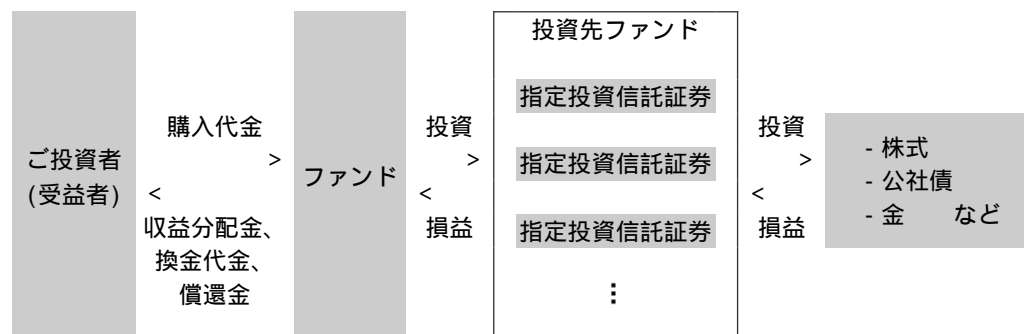 投資先ファンド
指定投資信託証券
指定投資信託証券
指定投資信託証券
⋮
ご投資者
(受益者)
購入代金
>
<
収益分配金、
換金代金、
償還金
ファンド
投資
>
<
損益
投資
>
<
損益
- 株式
- 公社債
- 金 など